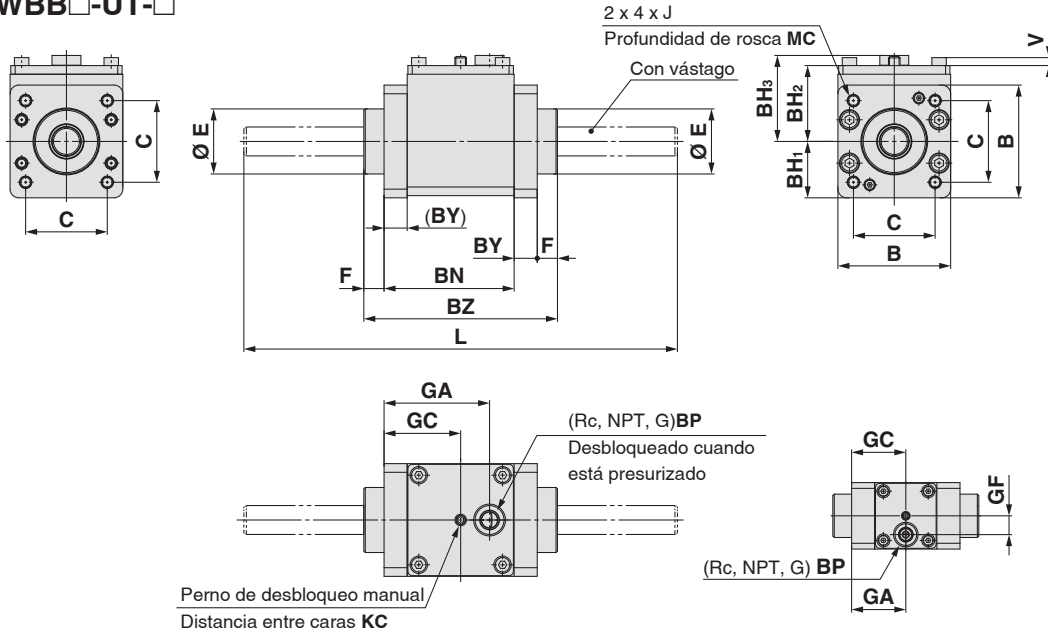 WBB□-UT-□
2 x 4 x J
Profundidad de rosca MC
Con vástago
V
BH3
BH2
BH1
C
C
Ø E
Ø E
C
B
C
B
(BY)
BY
F
F
BN
BZ
L
GA
GC
(Rc, NPT, G)BP
Desbloqueado cuando
está presurizado
GC
GF
(Rc, NPT, G) BP
GA
Perno de desbloqueo manual
Distancia entre caras KC